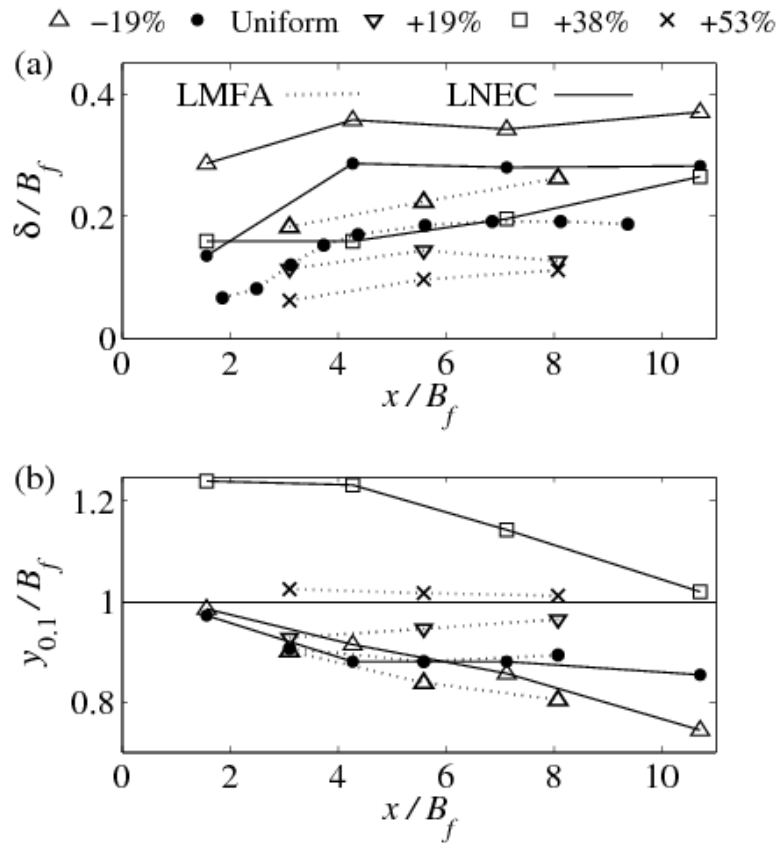 △ −19% ● Uniform ▽ +19% □ +38% × +53%
(a)
LMFA LNEC
0.4
0.2
0
δ / B_f
0 2 4 6 8 10
x / B_f
(b)
1.2
1
0.8
y_0.1 / B_f
0 2 4 6 8 10
x / B_f